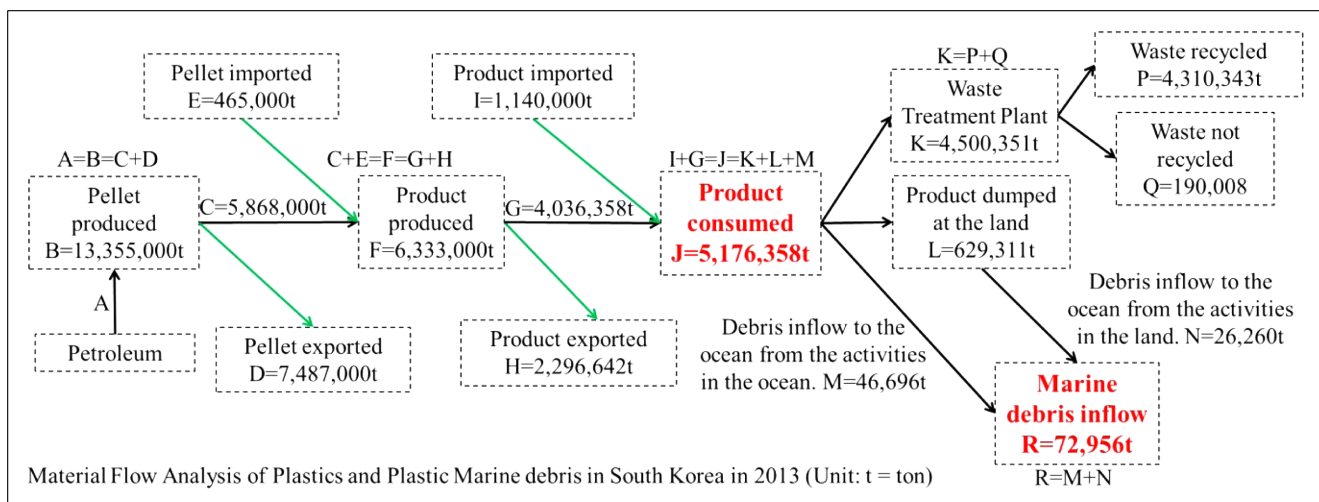 Pellet imported
E=465,000t
Product imported
I=1,140,000t
K=P+Q
Waste
Treatment Plant
K=4,500,351t
Waste recycled
P=4,310,343t
Waste not
recycled
Q=190,008
A=B=C+D
Pellet
produced
B=13,355,000t
C=5,868,000t
C+E=F=G+H
Product
produced
F=6,333,000t
G=4,036,358t
I+G=J=K+L+M
Product
consumed
J=5,176,358t
Product dumped
at the land
L=629,311t
A
Petroleum
Pellet exported
D=7,487,000t
Product exported
H=2,296,642t
Debris inflow to the
ocean from the activities
in the ocean. M=46,696t
Debris inflow to the
ocean from the activities
in the land. N=26,260t
Marine
debris inflow
R=72,956t
R=M+N
Material Flow Analysis of Plastics and Plastic Marine debris in South Korea in 2013 (Unit: t = ton)